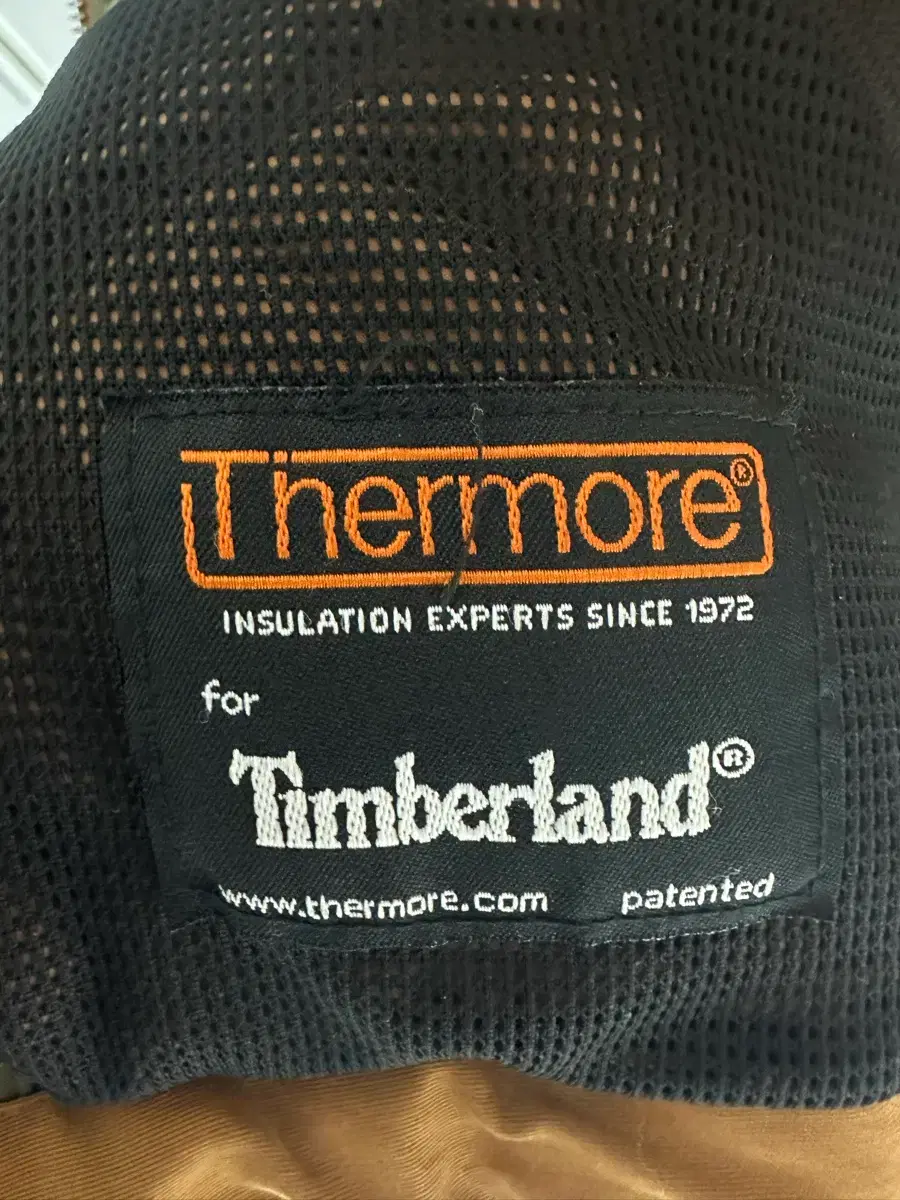 Thermore®
INSULATION EXPERTS SINCE 1972
for
Timberland®
www.thermore.com patented